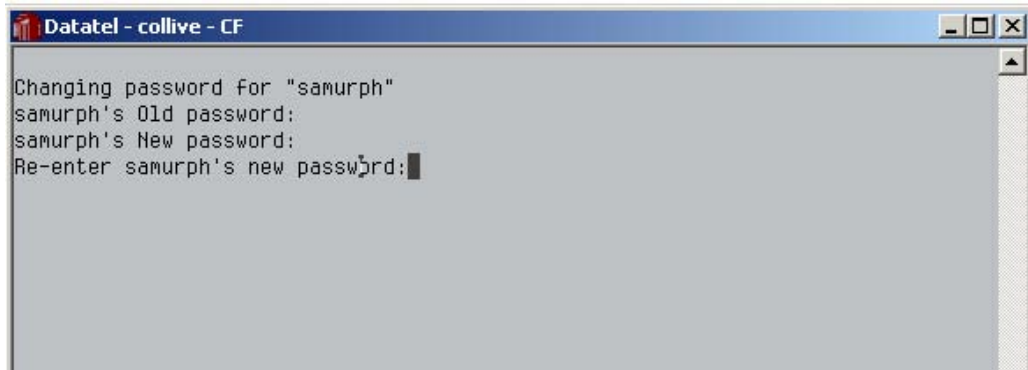 Datatel - collive - CF
Changing password for "samurph"
samurph's Old password:
samurph's New password:
Re-enter samurph's new password: